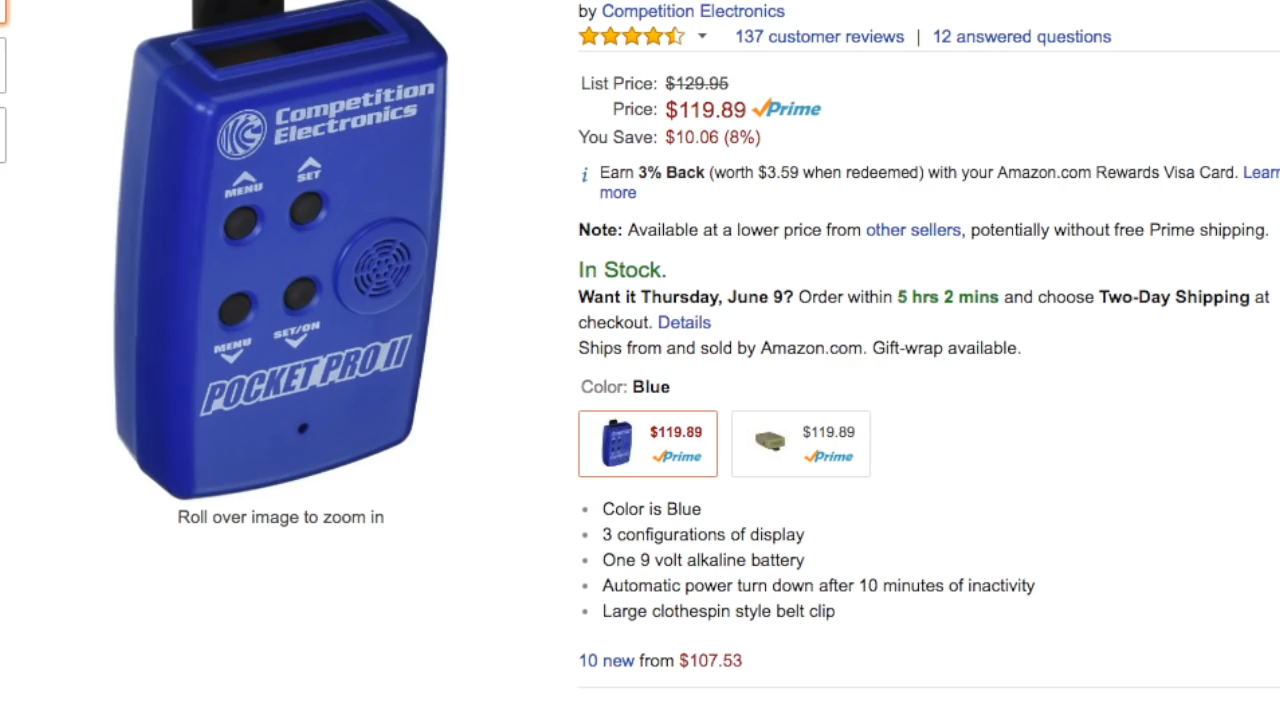 by Competition Electronics
137 customer reviews | 12 answered questions
List Price: $129.95
Price: $119.89 Prime
You Save: $10.06 (8%)
i Earn 3% Back (worth $3.59 when redeemed) with your Amazon.com Rewards Visa Card. Learn
more
Note: Available at a lower price from other sellers, potentially without free Prime shipping.
In Stock.
Want it Thursday, June 9? Order within 5 hrs 2 mins and choose Two-Day Shipping at
checkout. Details
Ships from and sold by Amazon.com. Gift-wrap available.
Color: Blue
$119.89
Prime
$119.89
Prime
• Color is Blue
• 3 configurations of display
• One 9 volt alkaline battery
• Automatic power turn down after 10 minutes of inactivity
• Large clothespin style belt clip
10 new from $107.53
Competition
Electronics
MENU
SET
MENU
SET/ON
POCKET PRO II
Roll over image to zoom in